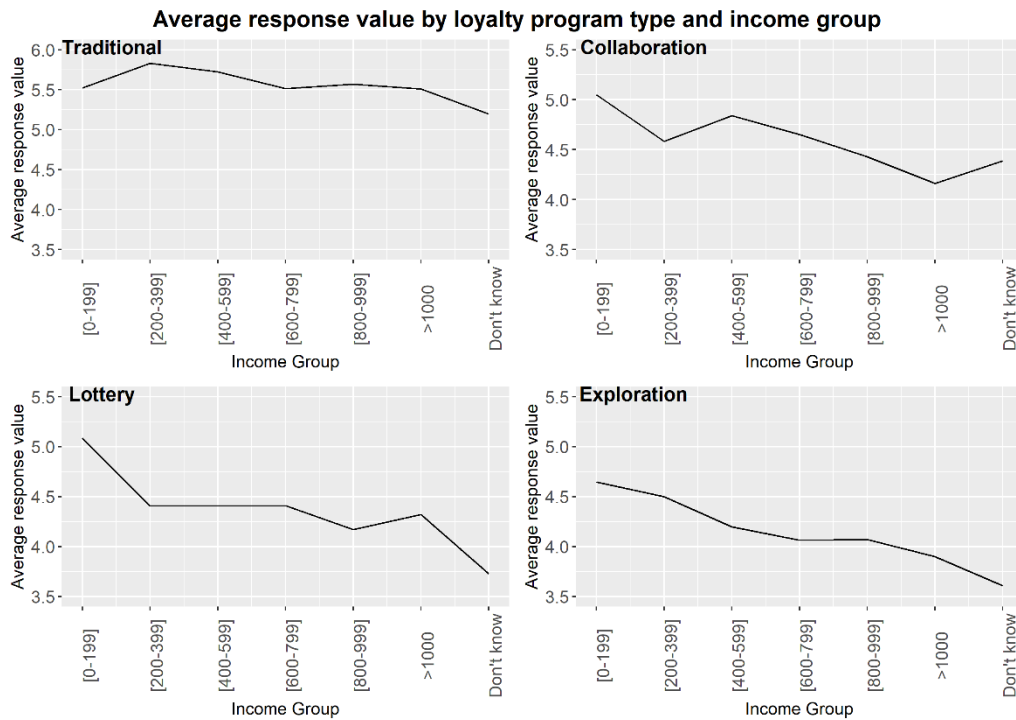 Average response value by loyalty program type and income group
Traditional
Average response value
6.0
5.5
5.0
4.5
4.0
3.5
[0-199]
[200-399]
[400-599]
[600-799]
[800-999]
>1000
Don't know
Income Group
Collaboration
Average response value
5.5
5.0
4.5
4.0
3.5
[0-199]
[200-399]
[400-599]
[600-799]
[800-999]
>1000
Don't know
Income Group
Lottery
Average response value
5.5
5.0
4.5
4.0
3.5
[0-199]
[200-399]
[400-599]
[600-799]
[800-999]
>1000
Don't know
Income Group
Exploration
Average response value
5.5
5.0
4.5
4.0
3.5
[0-199]
[200-399]
[400-599]
[600-799]
[800-999]
>1000
Don't know
Income Group